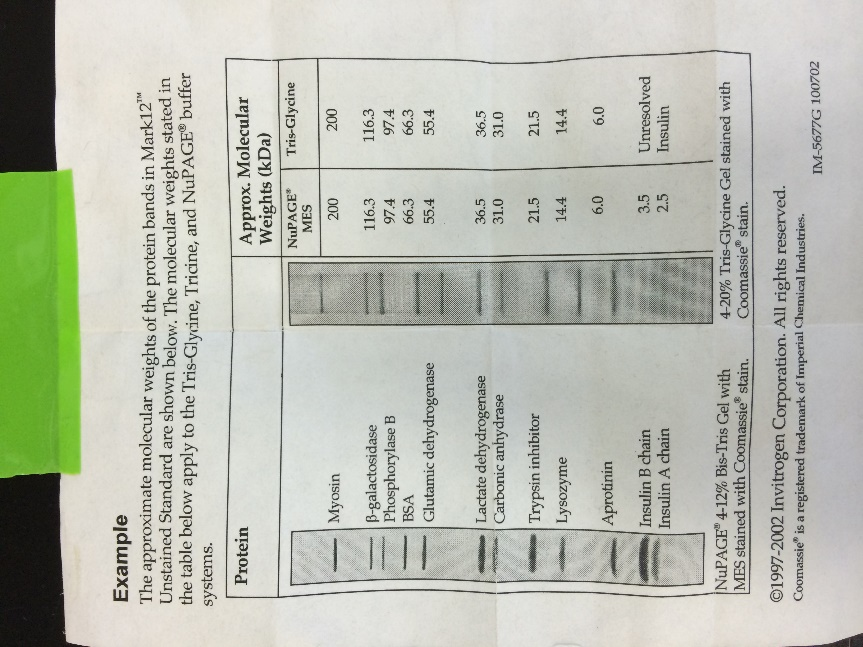 Example
The approximate molecular weights of the protein bands in Mark12™
Unstained Standard are shown below. The molecular weights stated in
the table below apply to the Tris-Glycine, Tricine, and NuPAGE® buffer
systems.
Protein
Approx. Molecular
Weights (kDa)
NuPAGE® MES
Tris-Glycine
Myosin 200 200
β-galactosidase 116.3 116.3
Phosphorylase B 97.4 97.4
BSA 66.3 66.3
Glutamic dehydrogenase 55.4 55.4
Lactate dehydrogenase 36.5 36.5
Carbonic anhydrase 31.0 31.0
Trypsin inhibitor 21.5 21.5
Lysozyme 14.4 14.4
Aprotinin 6.0 6.0
Insulin B chain 3.5 Unresolved
Insulin A chain 2.5 Insulin
NuPAGE® 4-12% Bis-Tris Gel with
MES stained with Coomassie® stain.
4-20% Tris-Glycine Gel stained with
Coomassie® stain.
©1997-2002 Invitrogen Corporation. All rights reserved.
Coomassie® is a registered trademark of Imperial Chemical Industries.
IM-5677G 100702